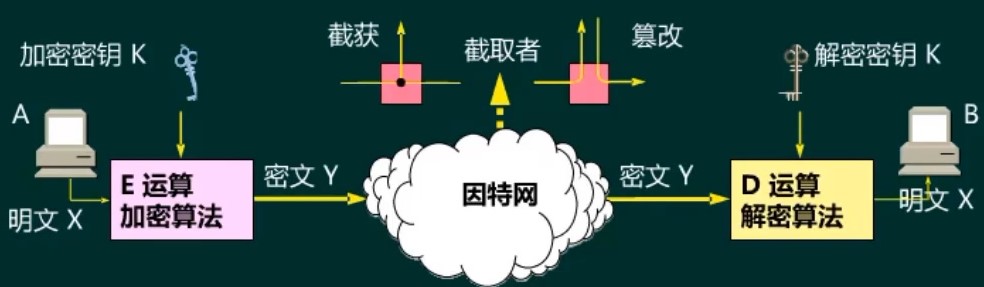 截获
截取者
篡改
加密密钥 K
解密密钥 K
A
B
E 运算
加密算法
密文 Y
因特网
密文 Y
D 运算
解密算法
明文 X
明文 X